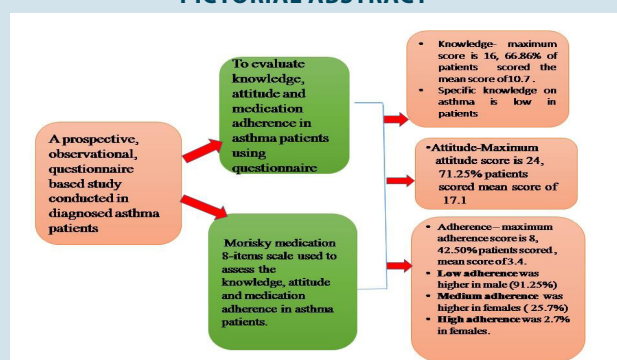 PICTORIAL ABSTRACT
A prospective,
observational,
questionnaire
based study
conducted in
diagnosed asthma
patients
To evaluate
knowledge,
attitude and
medication
adherence in
asthma patients
using
questionnaire
Morisky medication
8-items scale used to
assess the
knowledge, attitude
and medication
adherence in asthma
patients.
• Knowledge- maximum
score is 16, 66.86% of
patients scored the
mean score of10.7 .
• Specific knowledge on
asthma is low in
patients
•Attitude-Maximum
attitude score is 24,
71.25% patients
scored mean score of
17.1
• Adherence – maximum
adherence score is 8,
42.50% patients scored ,
mean score of 3.4.
• Low adherence was
higher in male (91.25%)
• Medium adherence was
higher in females ( 25.7%)
• High adherence was 2.7%
in females.